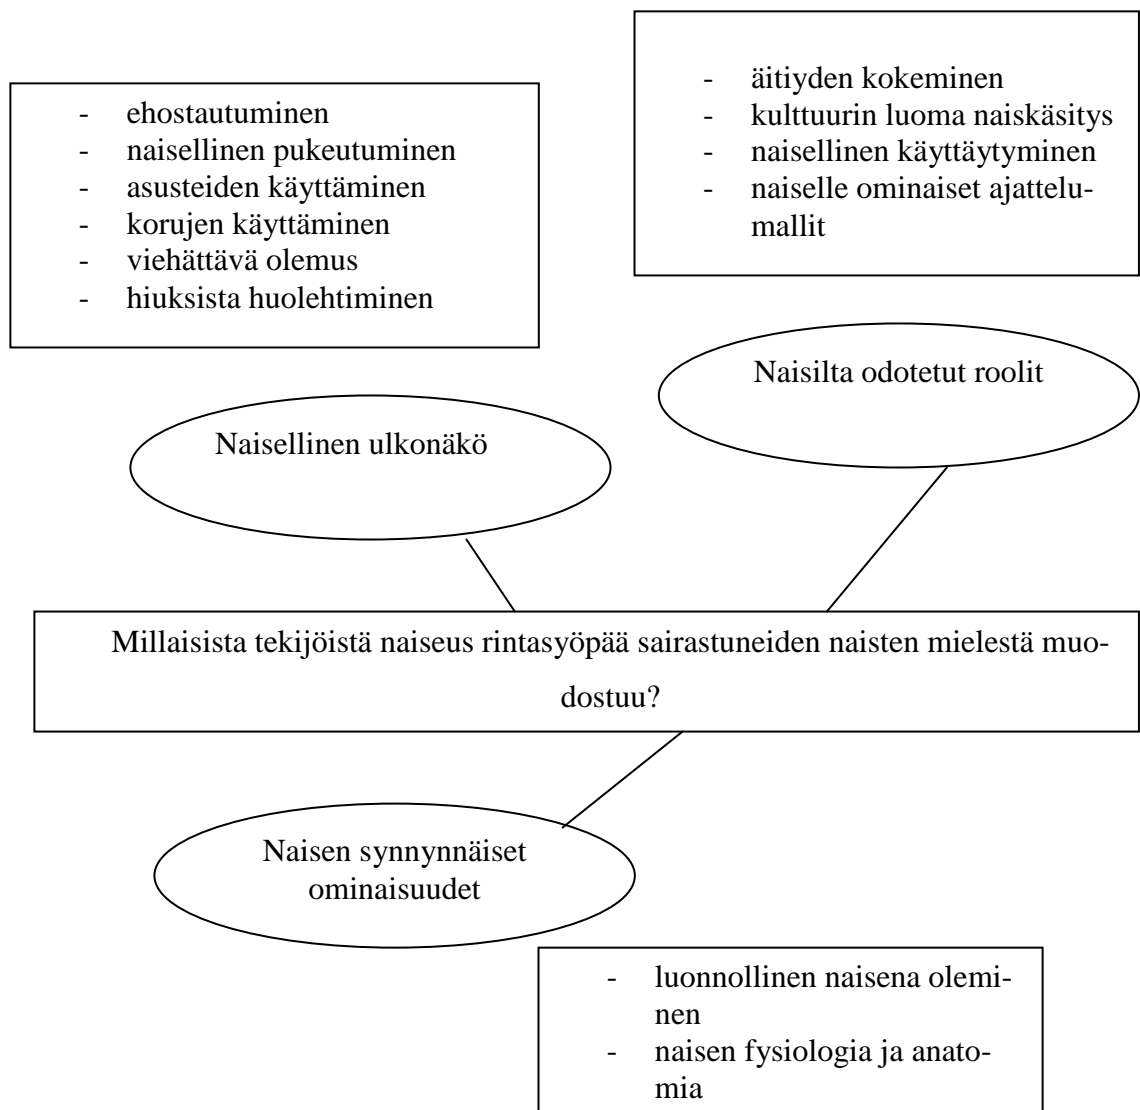 - ehostautuminen
- naisellinen pukeutuminen
- asusteiden käyttäminen
- korujen käyttäminen
- viehättävä olemus
- hiuksista huolehtiminen
- äitiyden kokeminen
- kulttuurin luoma naiskäsitys
- naisellinen käyttäytyminen
- naiselle ominaiset ajattelu-
mallit
Naisellinen ulkonäkö
Naisilta odotetut roolit
Millaisista tekijöistä naiseus rintasyöpää sairastuneiden naisten mielestä muo-
dostuu?
Naisen synnynnäiset
ominaisuudet
- luonnollinen naisena olemi-
nen
- naisen fysiologia ja anato-
mia